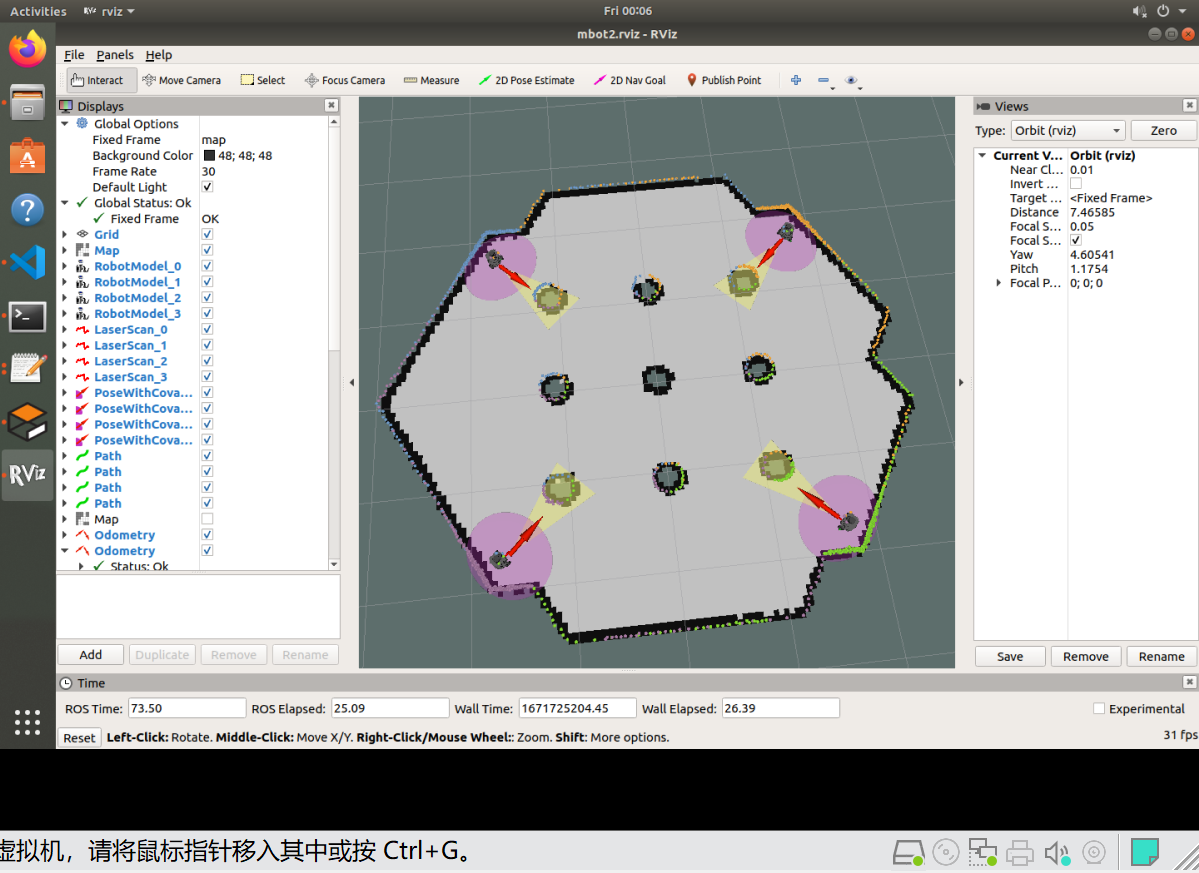 Activities
rviz
Fri 00:06
mbot2.rviz - RViz
File Panels Help
Interact
Move Camera
Select
Focus Camera
Measure
2D Pose Estimate
2D Nav Goal
Publish Point
Displays
Global Options
Fixed Frame map
Background Color 48; 48; 48
Frame Rate 30
Default Light
Global Status: Ok
Fixed Frame OK
Grid
Map
RobotModel_0
RobotModel_1
RobotModel_2
RobotModel_3
LaserScan_0
LaserScan_1
LaserScan_2
LaserScan_3
PoseWithCova...
PoseWithCova...
PoseWithCova...
PoseWithCova...
Path
Path
Path
Path
Map
Odometry
Odometry
Status: Ok
Add Duplicate Remove Rename
Views
Type: Orbit (rviz) Zero
Current V... Orbit (rviz)
Near Cl... 0.01
Invert ...
Target ... <Fixed Frame>
Distance 7.46585
Focal S... 0.05
Focal S...
Yaw 4.60541
Pitch 1.1754
Focal P... 0; 0; 0
Save Remove Rename
RViz
Time
ROS Time: 73.50 ROS Elapsed: 25.09 Wall Time: 1671725204.45 Wall Elapsed: 26.39 Experimental
Reset Left-Click: Rotate. Middle-Click: Move X/Y. Right-Click/Mouse Wheel:: Zoom. Shift: More options. 31 fps
虚拟机，请将鼠标指针移入其中或按 Ctrl+G。